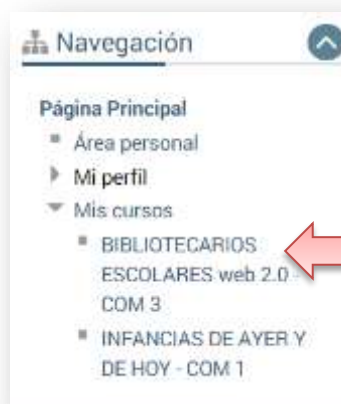 Navegación
Página Principal
Área personal
Mi perfil
Mis cursos
BIBLIOTECARIOS
ESCOLARES web 2.0 -
COM 3
INFANCIAS DE AYER Y
DE HOY - COM 1